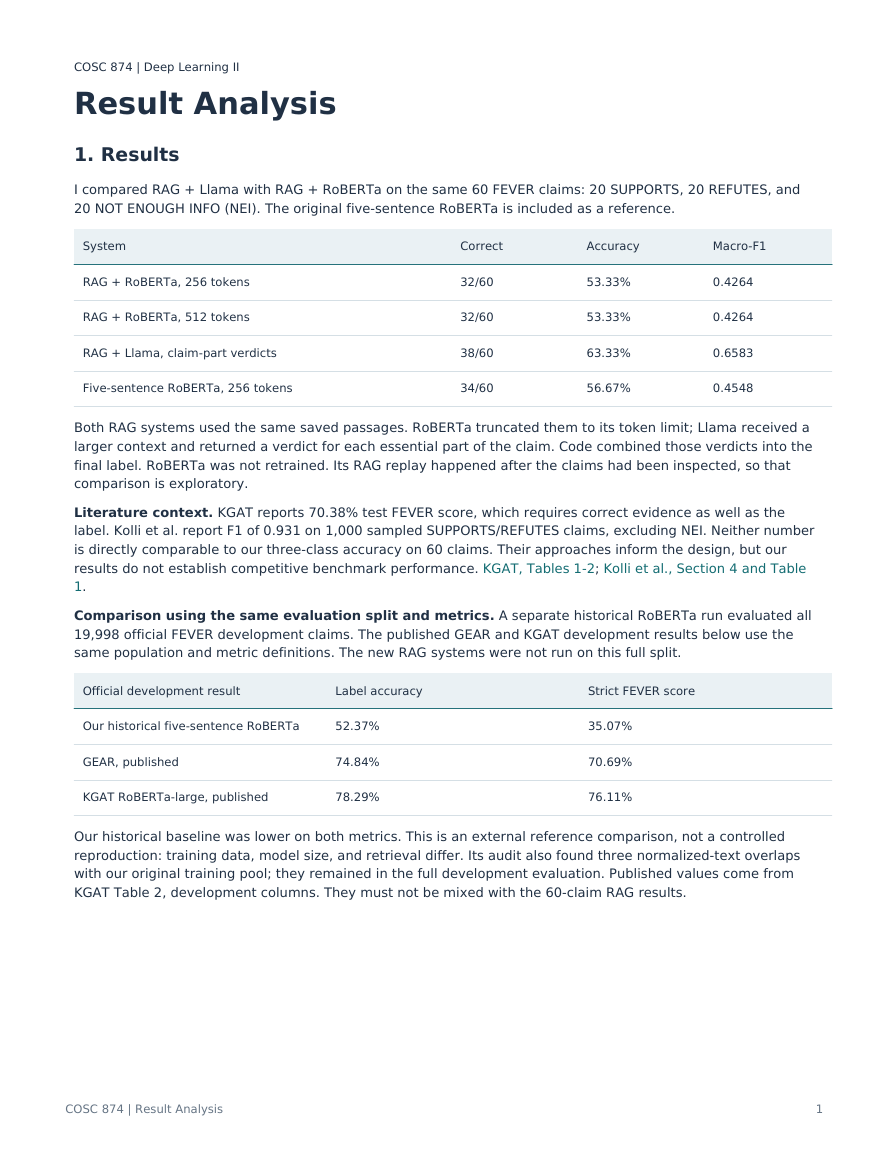 COSC 874 | Deep Learning II
Result Analysis
1. Results
I compared RAG + Llama with RAG + RoBERTa on the same 60 FEVER claims: 20 SUPPORTS, 20 REFUTES, and
20 NOT ENOUGH INFO (NEI). The original five-sentence RoBERTa is included as a reference.
System Correct Accuracy Macro-F1
RAG + RoBERTa, 256 tokens 32/60 53.33% 0.4264
RAG + RoBERTa, 512 tokens 32/60 53.33% 0.4264
RAG + Llama, claim-part verdicts 38/60 63.33% 0.6583
Five-sentence RoBERTa, 256 tokens 34/60 56.67% 0.4548
Both RAG systems used the same saved passages. RoBERTa truncated them to its token limit; Llama received a
larger context and returned a verdict for each essential part of the claim. Code combined those verdicts into the
final label. RoBERTa was not retrained. Its RAG replay happened after the claims had been inspected, so that
comparison is exploratory.
Literature context. KGAT reports 70.38% test FEVER score, which requires correct evidence as well as the
label. Kolli et al. report F1 of 0.931 on 1,000 sampled SUPPORTS/REFUTES claims, excluding NEI. Neither number
is directly comparable to our three-class accuracy on 60 claims. Their approaches inform the design, but our
results do not establish competitive benchmark performance. KGAT, Tables 1-2; Kolli et al., Section 4 and Table
1.
Comparison using the same evaluation split and metrics. A separate historical RoBERTa run evaluated all
19,998 official FEVER development claims. The published GEAR and KGAT development results below use the
same population and metric definitions. The new RAG systems were not run on this full split.
Official development result Label accuracy Strict FEVER score
Our historical five-sentence RoBERTa 52.37% 35.07%
GEAR, published 74.84% 70.69%
KGAT RoBERTa-large, published 78.29% 76.11%
Our historical baseline was lower on both metrics. This is an external reference comparison, not a controlled
reproduction: training data, model size, and retrieval differ. Its audit also found three normalized-text overlaps
with our original training pool; they remained in the full development evaluation. Published values come from
KGAT Table 2, development columns. They must not be mixed with the 60-claim RAG results.
COSC 874 | Result Analysis 1